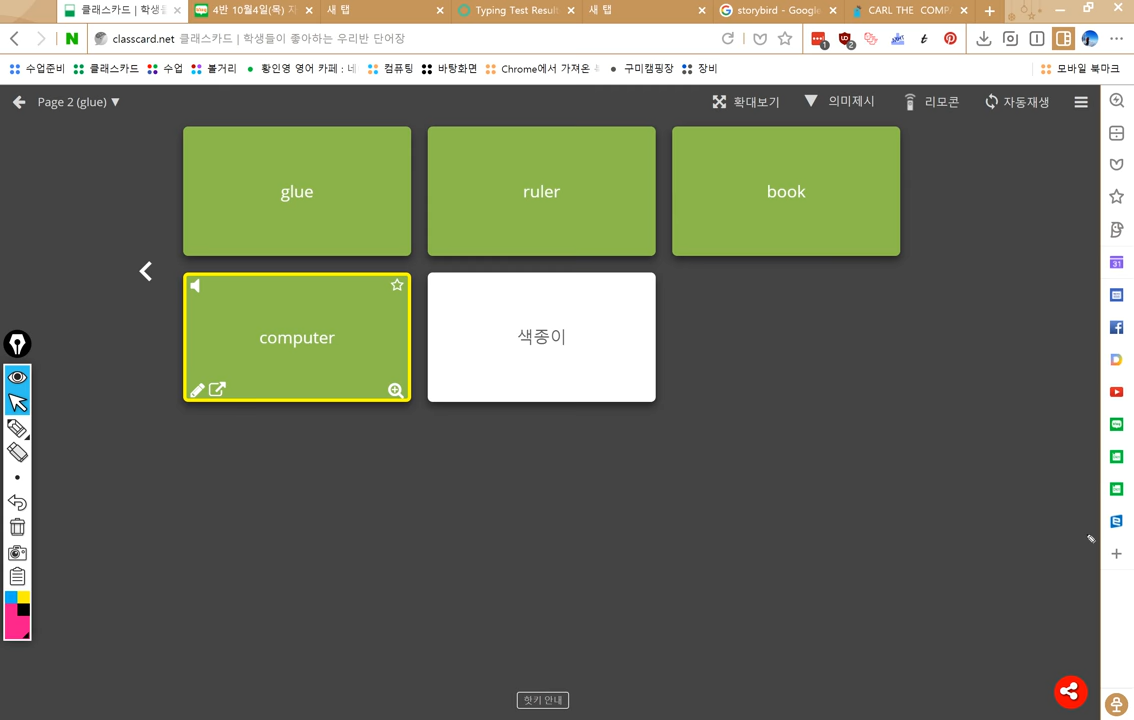 클래스카드 | 학생들
4반 10월4일(목) ㅈ
새 탭
Typing Test Result
새 탭
storybird - Google
CARL THE COMPA
N classcard.net 클래스카드 | 학생들이 좋아하는 우리반 단어장
1 2 t
수업준비 클래스카드 수업 볼거리 황인영 영어 카페 : 네 컴퓨팅 바탕화면 Chrome에서 가져온 구미캠핑장 장비 모바일 북마크
Page 2 (glue) ▼ 확대보기 의미제시 리모콘 자동재생
glue ruler book
computer 색종이
31
핫키 안내